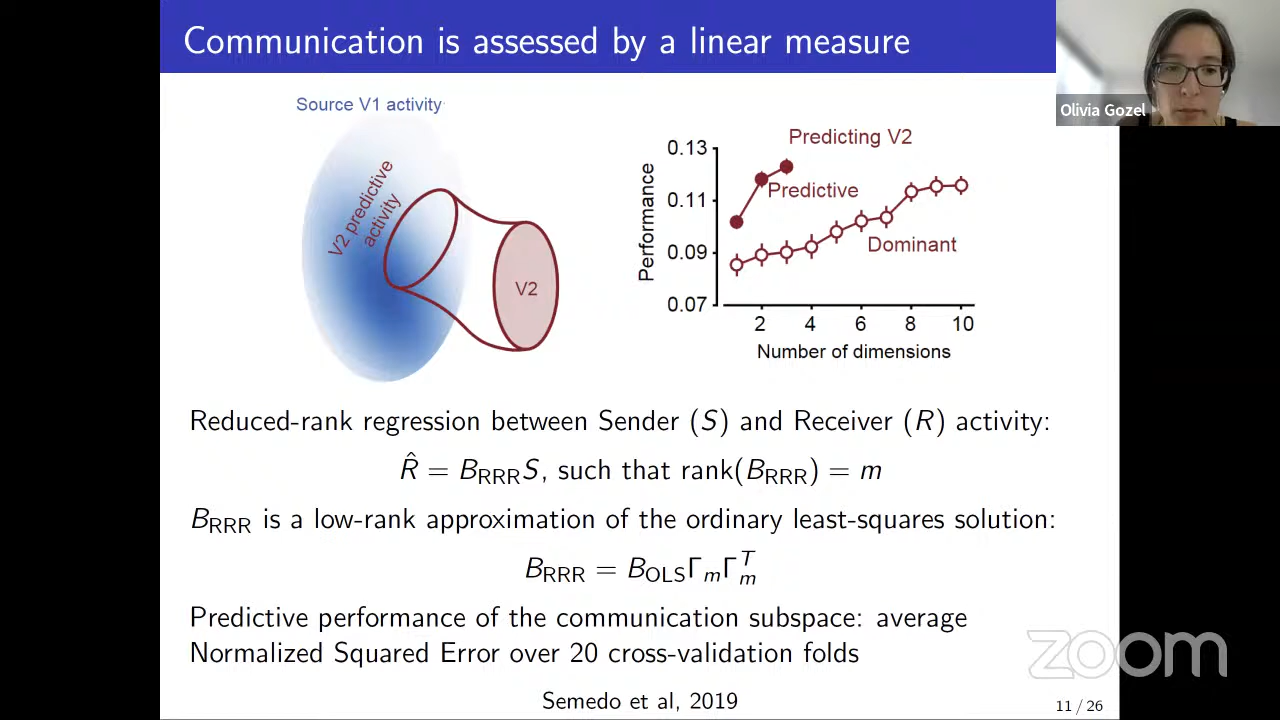 Communication is assessed by a linear measure
Olivia Gozel
Source V1 activity
V2 predictive
activity
V2
Predicting V2
Predictive
Dominant
Performance
0.13
0.11
0.09
0.07
2 4 6 8 10
Number of dimensions
Reduced-rank regression between Sender (S) and Receiver (R) activity:
R̂ = B_RRR S, such that rank(B_RRR) = m
B_RRR is a low-rank approximation of the ordinary least-squares solution:
B_RRR = B_OLS Γ_m Γ_m^T
Predictive performance of the communication subspace: average
Normalized Squared Error over 20 cross-validation folds
Semedo et al, 2019
11 / 26
zoom